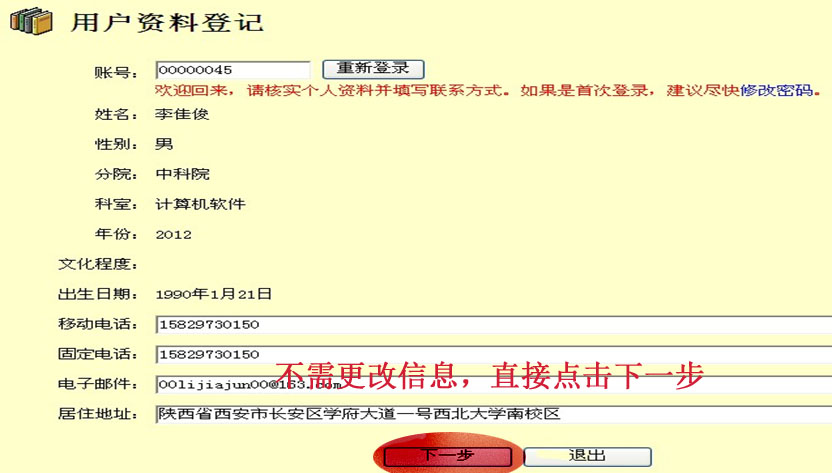 用户资料登记
账号： 00000045 重新登录
欢迎回来，请核实个人资料并填写联系方式。如果是首次登录，建议尽快修改密码。
姓名： 李佳俊
性别： 男
分院： 中科院
科室： 计算机软件
年份： 2012
文化程度：
出生日期： 1990年1月21日
移动电话： 15829730150
固定电话： 15829730150
不需更改信息，直接点击下一步
电子邮件： 001ijiajun00@163.com
居住地址： 陕西省西安市长安区学府大道一号西北大学南校区
下一步 退出